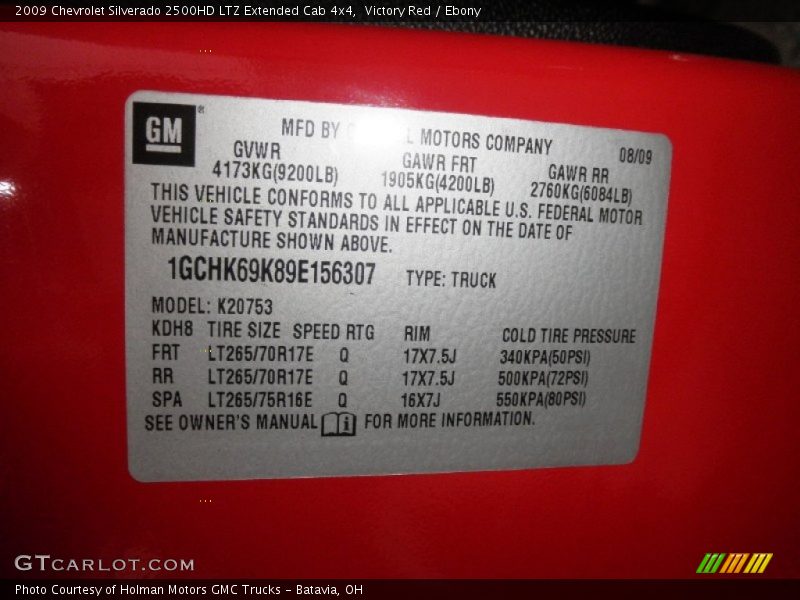 2009 Chevrolet Silverado 2500HD LTZ Extended Cab 4x4, Victory Red / Ebony
GM®
MFD BY L MOTORS COMPANY 08/09
GVWR GAWR FRT GAWR RR
4173KG(9200LB) 1905KG(4200LB) 2760KG(6084LB)
THIS VEHICLE CONFORMS TO ALL APPLICABLE U.S. FEDERAL MOTOR
VEHICLE SAFETY STANDARDS IN EFFECT ON THE DATE OF
MANUFACTURE SHOWN ABOVE.
1GCHK69K89E156307 TYPE: TRUCK
MODEL: K20753
KDH8 TIRE SIZE SPEED RTG RIM COLD TIRE PRESSURE
FRT LT265/70R17E Q 17X7.5J 340KPA(50PSI)
RR LT265/70R17E Q 17X7.5J 500KPA(72PSI)
SPA LT265/75R16E Q 16X7J 550KPA(80PSI)
SEE OWNER'S MANUAL FOR MORE INFORMATION.
GTCARLOT.COM
Photo Courtesy of Holman Motors GMC Trucks - Batavia, OH